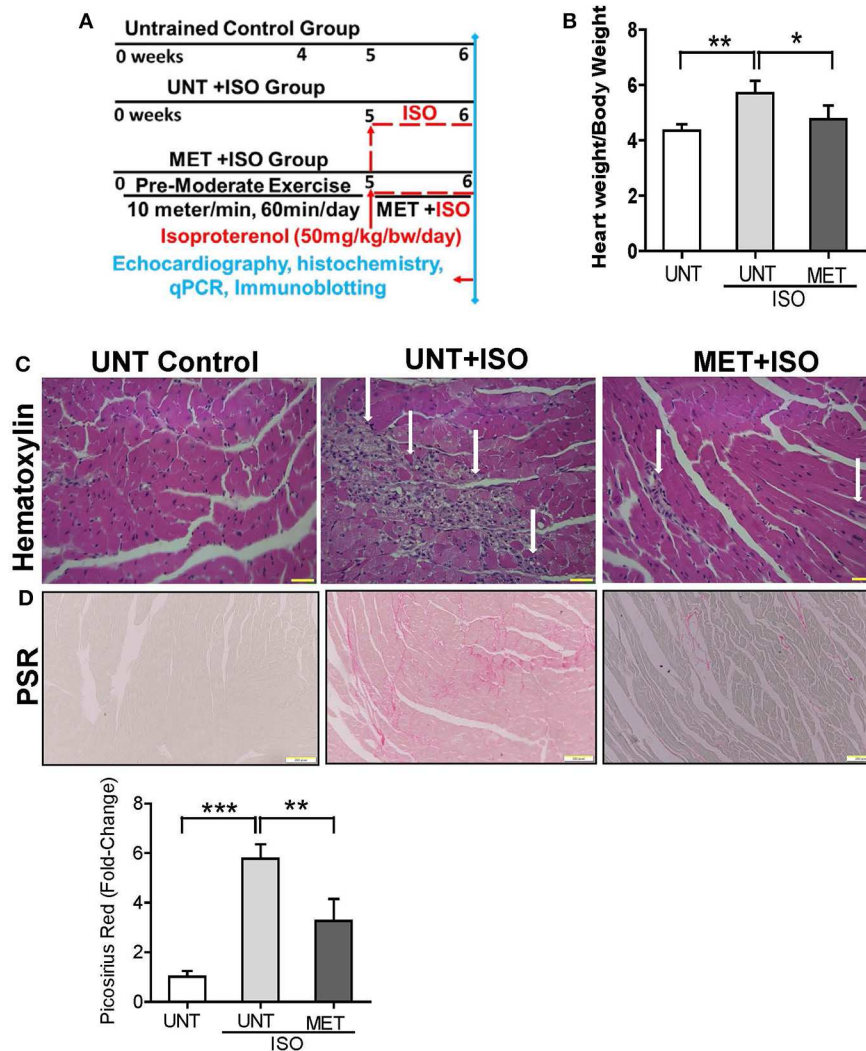 A
Untrained Control Group
0 weeks 4 5 6
UNT +ISO Group
0 weeks 5 ISO 6
MET +ISO Group
0 Pre-Moderate Exercise 5 6
10 meter/min, 60min/day MET +ISO
Isoproterenol (50mg/kg/bw/day)
Echocardiography, histochemistry,
qPCR, Immunoblotting
B
Heart weight/Body Weight
8
6
4
2
0
** *
UNT UNT MET
ISO
C
UNT Control UNT+ISO MET+ISO
Hematoxylin
D
PSR
Picosirius Red (Fold-Change)
8
6
4
2
0
*** **
UNT UNT MET
ISO